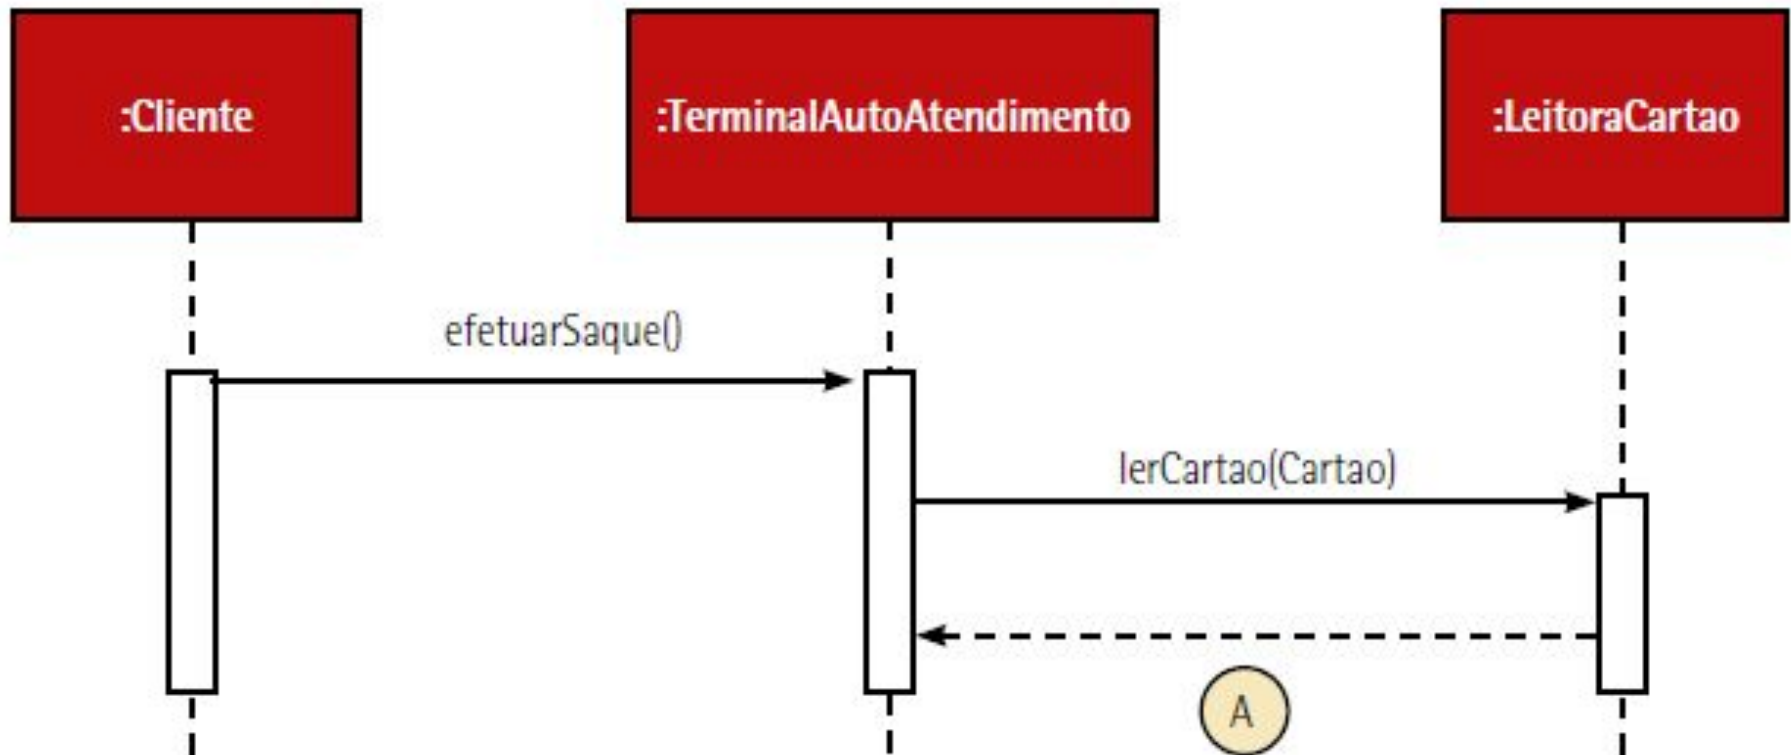 :Cliente
:TerminalAutoAtendimento
:LeitoraCartao
efetuarSaque()
lerCartao(Cartao)
A